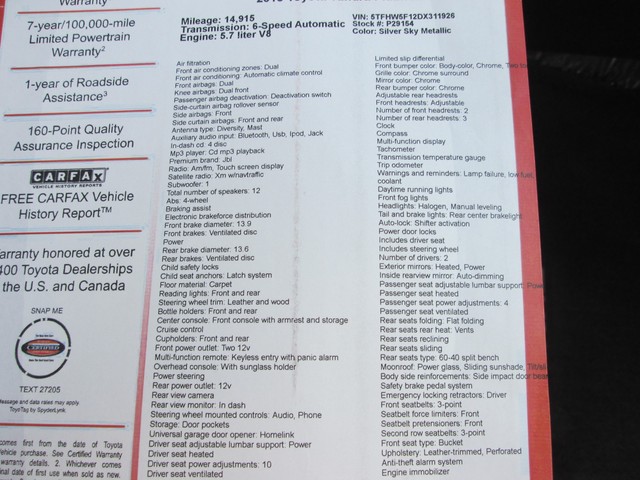 Warranty
7-year/100,000-mile
Limited Powertrain
Warranty2
1-year of Roadside
Assistance3
160-Point Quality
Assurance Inspection
CARFAX
VEHICLE HISTORY REPORTS
FREE CARFAX Vehicle
History Report™
arranty honored at over
400 Toyota Dealerships
the U.S. and Canada
SNAP ME
CERTIFIED
TEXT 27205
Message and data rates may apply
ToyoTag by SpyderLynk.
comes first from the date of Toyota
vehicle purchase. See Certified Warranty
warranty details. 2. Whichever comes
inal date of first use when sold as new.
Mileage: 14,915
Transmission: 6-Speed Automatic
Engine: 5.7 liter V8
VIN: 5TFHW5F12DX311926
Stock #: P29154
Color: Silver Sky Metallic
Air filtration
Front air conditioning zones: Dual
Front air conditioning: Automatic climate control
Front airbags: Dual
Knee airbags: Dual front
Passenger airbag deactivation: Deactivation switch
Side-curtain airbag rollover sensor
Side airbags: Front
Side curtain airbags: Front and rear
Antenna type: Diversity, Mast
Auxiliary audio input: Bluetooth, Usb, Ipod, Jack
In-dash cd: 4 disc
Mp3 player: Cd mp3 playback
Premium brand: Jbl
Radio: Am/fm, Touch screen display
Satellite radio: Xm w/navtraffic
Subwoofer: 1
Total number of speakers: 12
Abs: 4-wheel
Braking assist
Electronic brakeforce distribution
Front brake diameter: 13.9
Front brakes: Ventilated disc
Power
Rear brake diameter: 13.6
Rear brakes: Ventilated disc
Child safety locks
Child seat anchors: Latch system
Floor material: Carpet
Reading lights: Front and rear
Steering wheel trim: Leather and wood
Bottle holders: Front and rear
Center console: Front console with armrest and storage
Cruise control
Cupholders: Front and rear
Front power outlet: Two 12v
Multi-function remote: Keyless entry with panic alarm
Overhead console: With sunglass holder
Power steering
Rear power outlet: 12v
Rear view camera
Rear view monitor: In dash
Steering wheel mounted controls: Audio, Phone
Storage: Door pockets
Universal garage door opener: Homelink
Driver seat adjustable lumbar support: Power
Driver seat heated
Driver seat power adjustments: 10
Driver seat ventilated
Limited slip differential
Front bumper color: Body-color, Chrome, Two
Grille color: Chrome surround
Mirror color: Chrome
Rear bumper color: Chrome
Adjustable rear headrests
Front headrests: Adjustable
Number of front headrests: 2
Number of rear headrests: 3
Clock
Compass
Multi-function display
Tachometer
Transmission temperature gauge
Trip odometer
Warnings and reminders: Lamp failure, low fuel,
coolant
Daytime running lights
Front fog lights
Headlights: Halogen, Manual leveling
Tail and brake lights: Rear center brakelight
Auto-lock: Shifter activation
Power door locks
Includes driver seat
Includes steering wheel
Number of drivers: 2
Exterior mirrors: Heated, Power
Inside rearview mirror: Auto-dimming
Passenger seat adjustable lumbar support: Power
Passenger seat heated
Passenger seat power adjustments: 4
Passenger seat ventilated
Rear seats folding: Flat folding
Rear seats rear heat: Vents
Rear seats reclining
Rear seats sliding
Rear seats type: 60-40 split bench
Moonroof: Power glass, Sliding sunshade, Tilt/sli
Body side reinforcements: Side impact door beam
Safety brake pedal system
Emergency locking retractors: Driver
Front seatbelts: 3-point
Seatbelt force limiters: Front
Seatbelt pretensioners: Front
Second row seatbelts: 3-point
Front seat type: Bucket
Upholstery: Leather-trimmed, Perforated
Anti-theft alarm system
Engine immobilizer